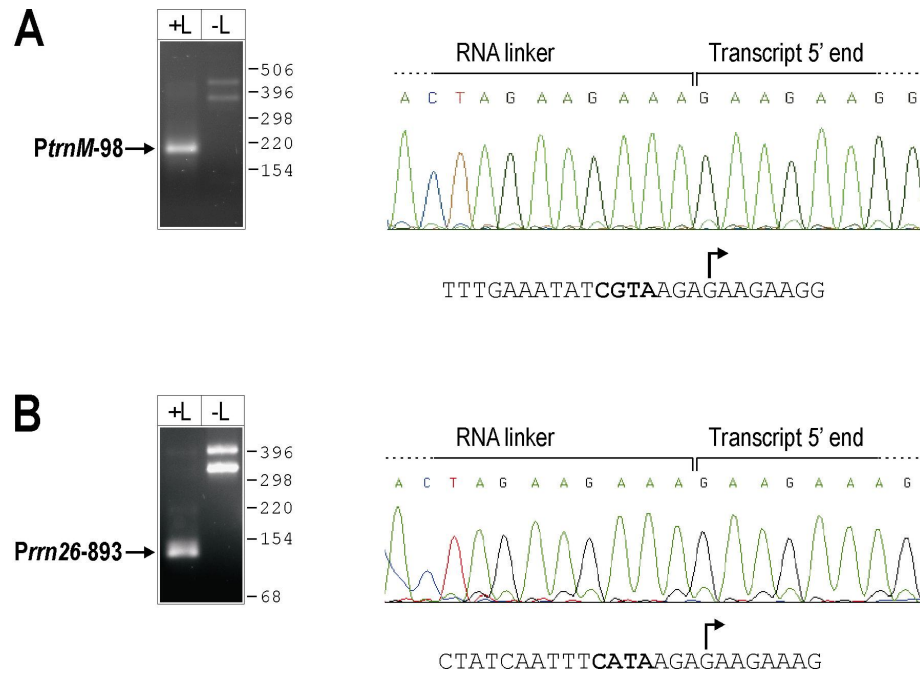 A
+L -L
506
396
298
220
154
PtrnM-98
RNA linker
Transcript 5' end
A C T A G A A G A A A G A A G A A G G
TTTGAAATATCGTAAGAGAAGAAGG
B
+L -L
396
298
220
154
68
Prrn26-893
RNA linker
Transcript 5' end
A C T A G A A G A A A G A A G A A A G
CTATCAATTTCATAAGAGAAGAAAG